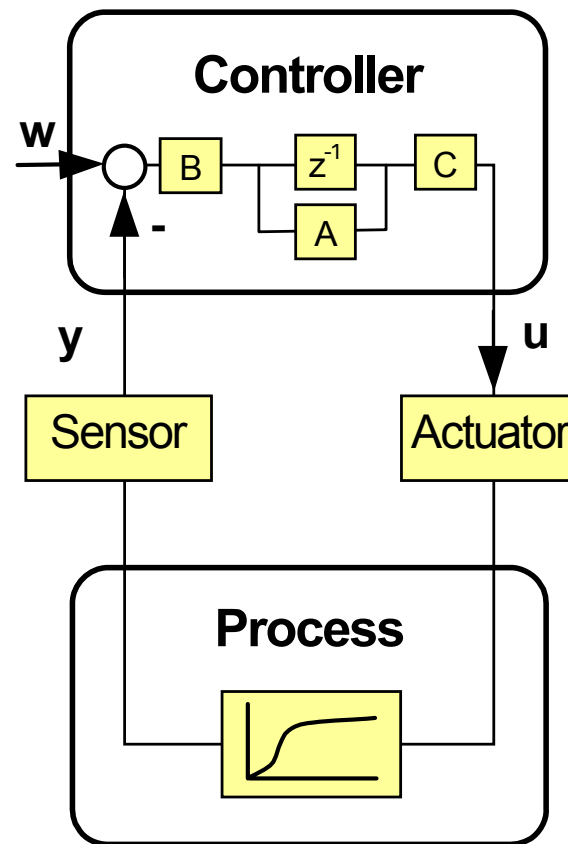 Controller
w
B
z⁻¹
C
A
-
y
u
Sensor
Actuator
Process